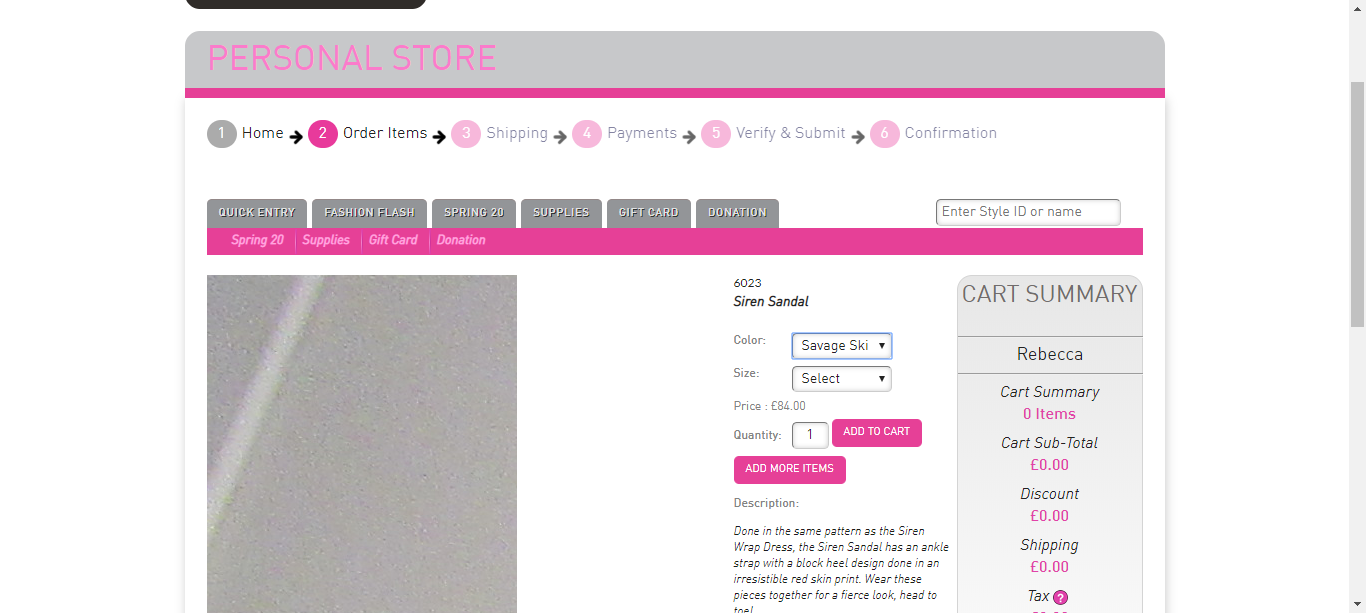 PERSONAL STORE
1 Home 2 Order Items 3 Shipping 4 Payments 5 Verify & Submit 6 Confirmation
QUICK ENTRY FASHION FLASH SPRING 20 SUPPLIES GIFT CARD DONATION Enter Style ID or name
Spring 20 Supplies Gift Card Donation
6023
Siren Sandal
Color: Savage Ski
Size: Select
Price : £84.00
Quantity: 1 ADD TO CART
ADD MORE ITEMS
Description:
Done in the same pattern as the Siren
Wrap Dress, the Siren Sandal has an ankle
strap with a block heel design done in an
irresistible red skin print. Wear these
pieces together for a fierce look, head to
toe!
CART SUMMARY
Rebecca
Cart Summary
0 Items
Cart Sub-Total
£0.00
Discount
£0.00
Shipping
£0.00
Tax ?